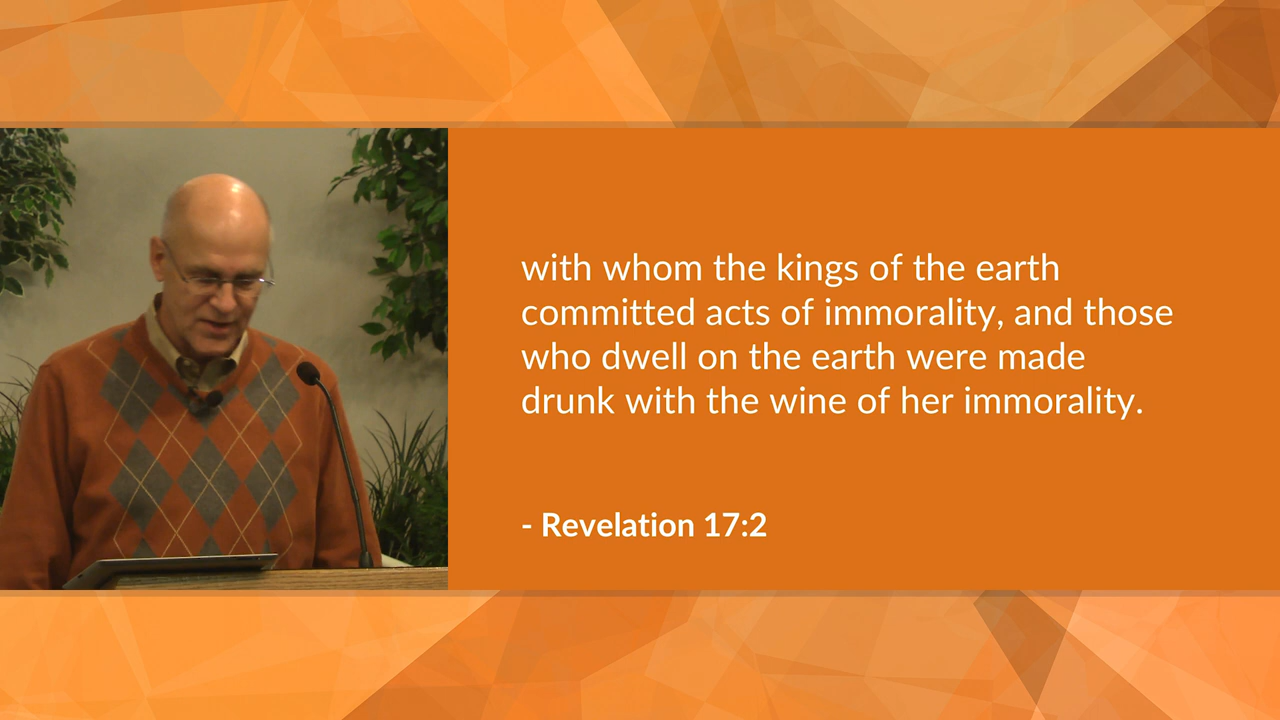 with whom the kings of the earth
committed acts of immorality, and those
who dwell on the earth were made
drunk with the wine of her immorality.
- Revelation 17:2